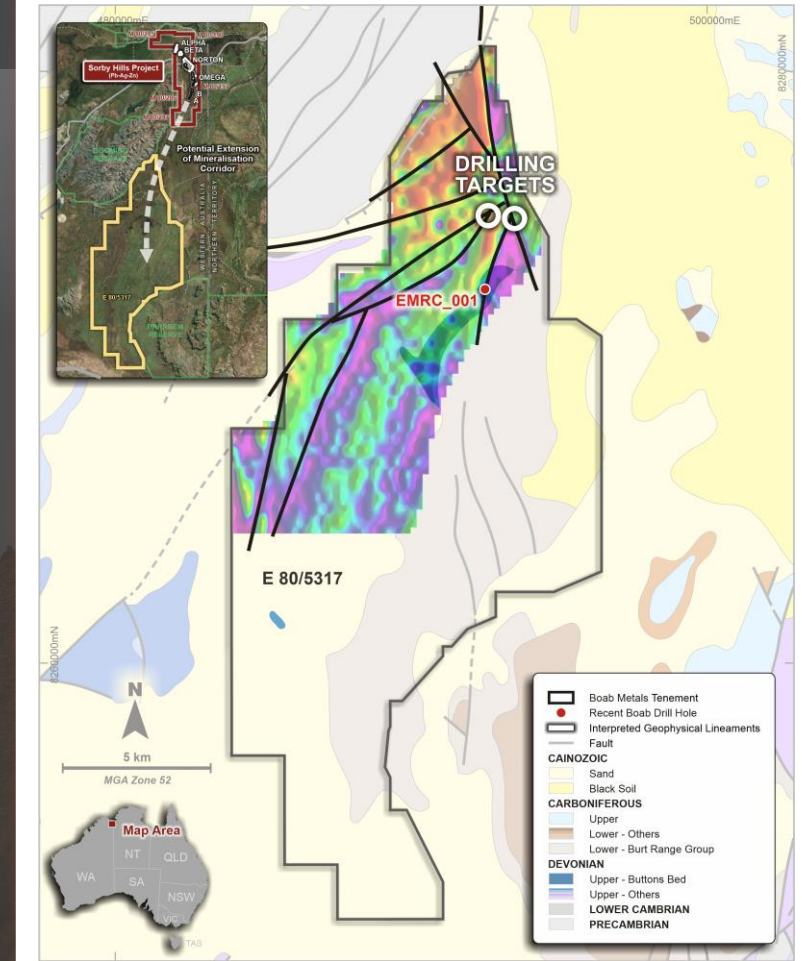 480000mE
500000mE
8280000mN
8260000mN
ALPHA
BETA
NORTON
OMEGA
Sorby Hills Project
(Pb-Ag-Zn)
Potential Extension
of Mineralisation
Corridor
WESTERN AUSTRALIA
NORTHERN TERRITORY
E 80/5317
DRILLING
TARGETS
EMRC_001
E 80/5317
N
5 km
MGA Zone 52
Map Area
WA
NT
QLD
SA
NSW
VIC
TAS
Boab Metals Tenement
Recent Boab Drill Hole
Interpreted Geophysical Lineaments
Fault
CAINOZOIC
Sand
Black Soil
CARBONIFEROUS
Upper
Lower - Others
Lower - Burt Range Group
DEVONIAN
Upper - Buttons Bed
Upper - Others
LOWER CAMBRIAN
PRECAMBRIAN